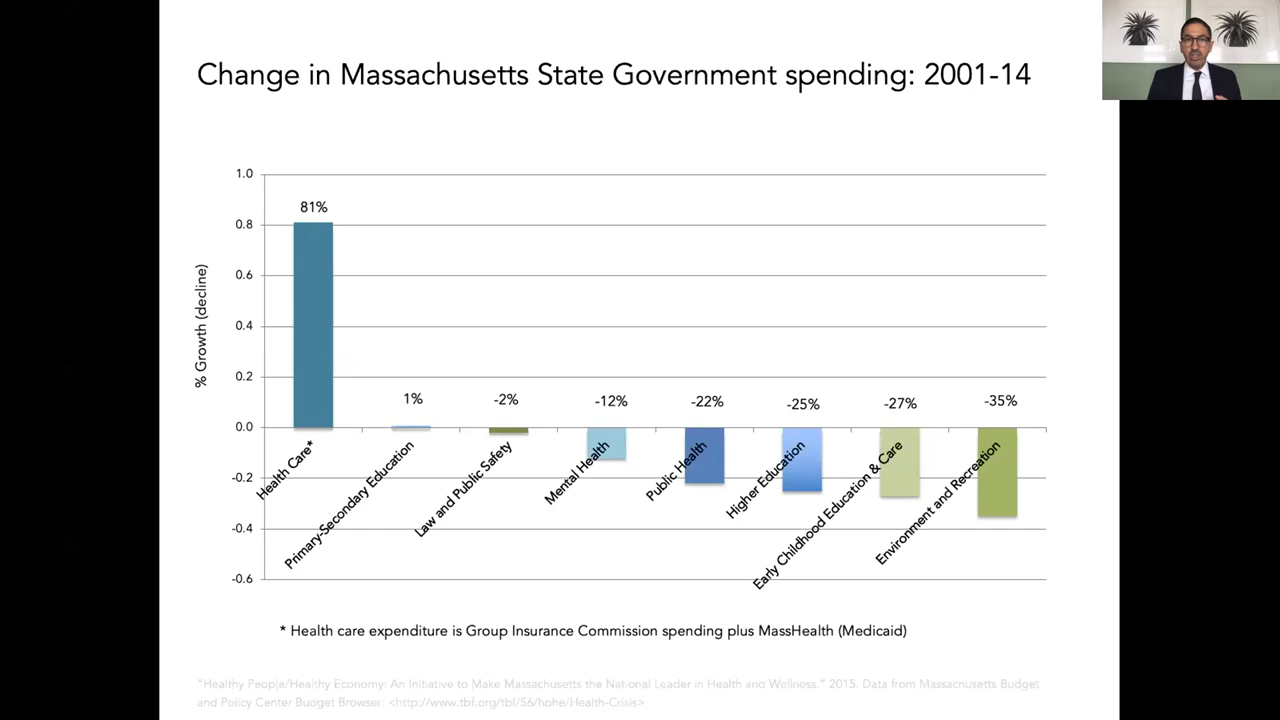 Change in Massachusetts State Government spending: 2001-14
% Growth (decline)
1.0
0.8
0.6
0.4
0.2
0.0
-0.2
-0.4
-0.6
81%
1%
-2%
-12%
-22%
-25%
-27%
-35%
Health Care*
Primary-Secondary Education
Law and Public Safety
Mental Health
Public Health
Higher Education
Early Childhood Education & Care
Environment and Recreation
* Health care expenditure is Group Insurance Commission spending plus MassHealth (Medicaid)
"Healthy People/Healthy Economy: An Initiative to Make Massachusetts the National Leader in Health and Wellness." 2015. Data from Massachusetts Budget
and Policy Center Budget Browser. <http://www.tbf.org/tbf/56/hphe/Health-Crisis>